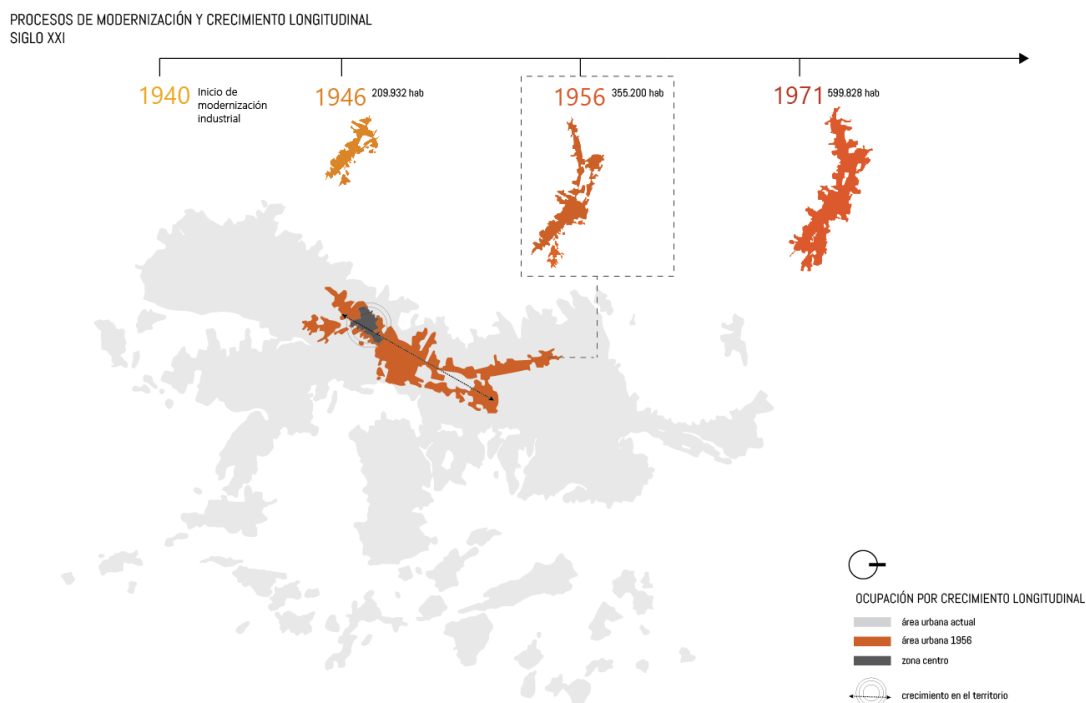 PROCESOS DE MODERNIZACIÓN Y CRECIMIENTO LONGITUDINAL
SIGLO XXI
1940 Inicio de
modernización
industrial
1946 209.932 hab
1956 355.200 hab
1971 599.828 hab
OCUPACIÓN POR CRECIMIENTO LONGITUDINAL
área urbana actual
área urbana 1956
zona centro
crecimiento en el territorio